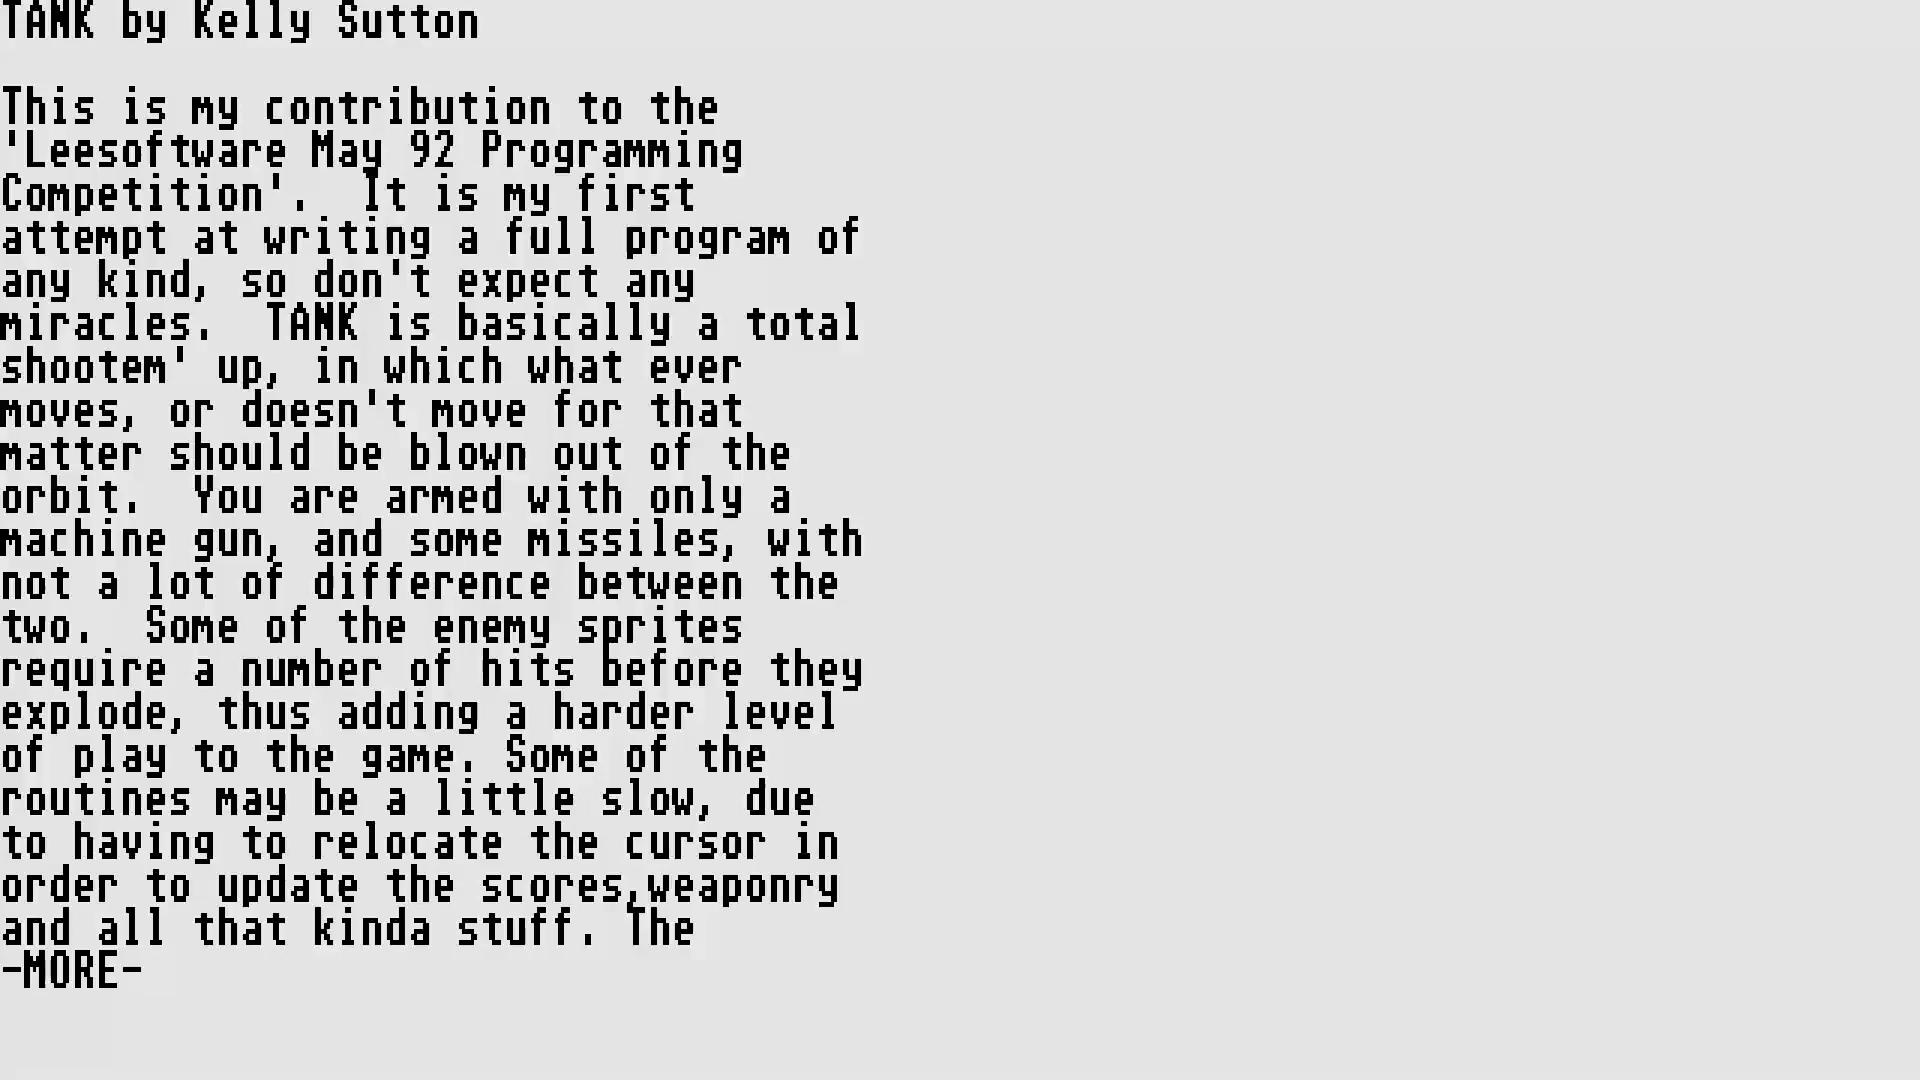 TANK by Kelly Sutton
This is my contribution to the
'Leesoftware May 92 Programming
Competition'.  It is my first
attempt at writing a full program of
any kind, so don't expect any
miracles.  TANK is basically a total
shootem' up, in which what ever
moves, or doesn't move for that
matter should be blown out of the
orbit.  You are armed with only a
machine gun, and some missiles, with
not a lot of difference between the
two.  Some of the enemy sprites
require a number of hits before they
explode, thus adding a harder level
of play to the game. Some of the
routines may be a little slow, due
to having to relocate the cursor in
order to update the scores,weaponry
and all that kinda stuff. The
-MORE-